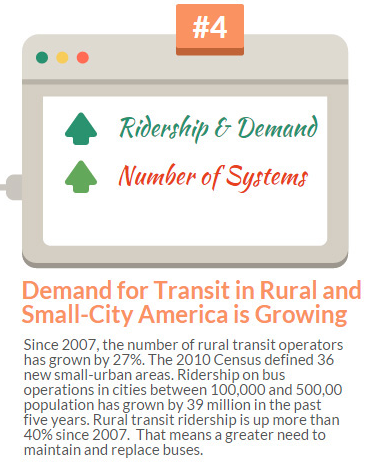 #4
Ridership & Demand
Number of Systems
Demand for Transit in Rural and
Small-City America is Growing
Since 2007, the number of rural transit operators
has grown by 27%. The 2010 Census defined 36
new small-urban areas. Ridership on bus
operations in cities between 100,000 and 500,00
population has grown by 39 million in the past
five years. Rural transit ridership is up more than
40% since 2007. That means a greater need to
maintain and replace buses.